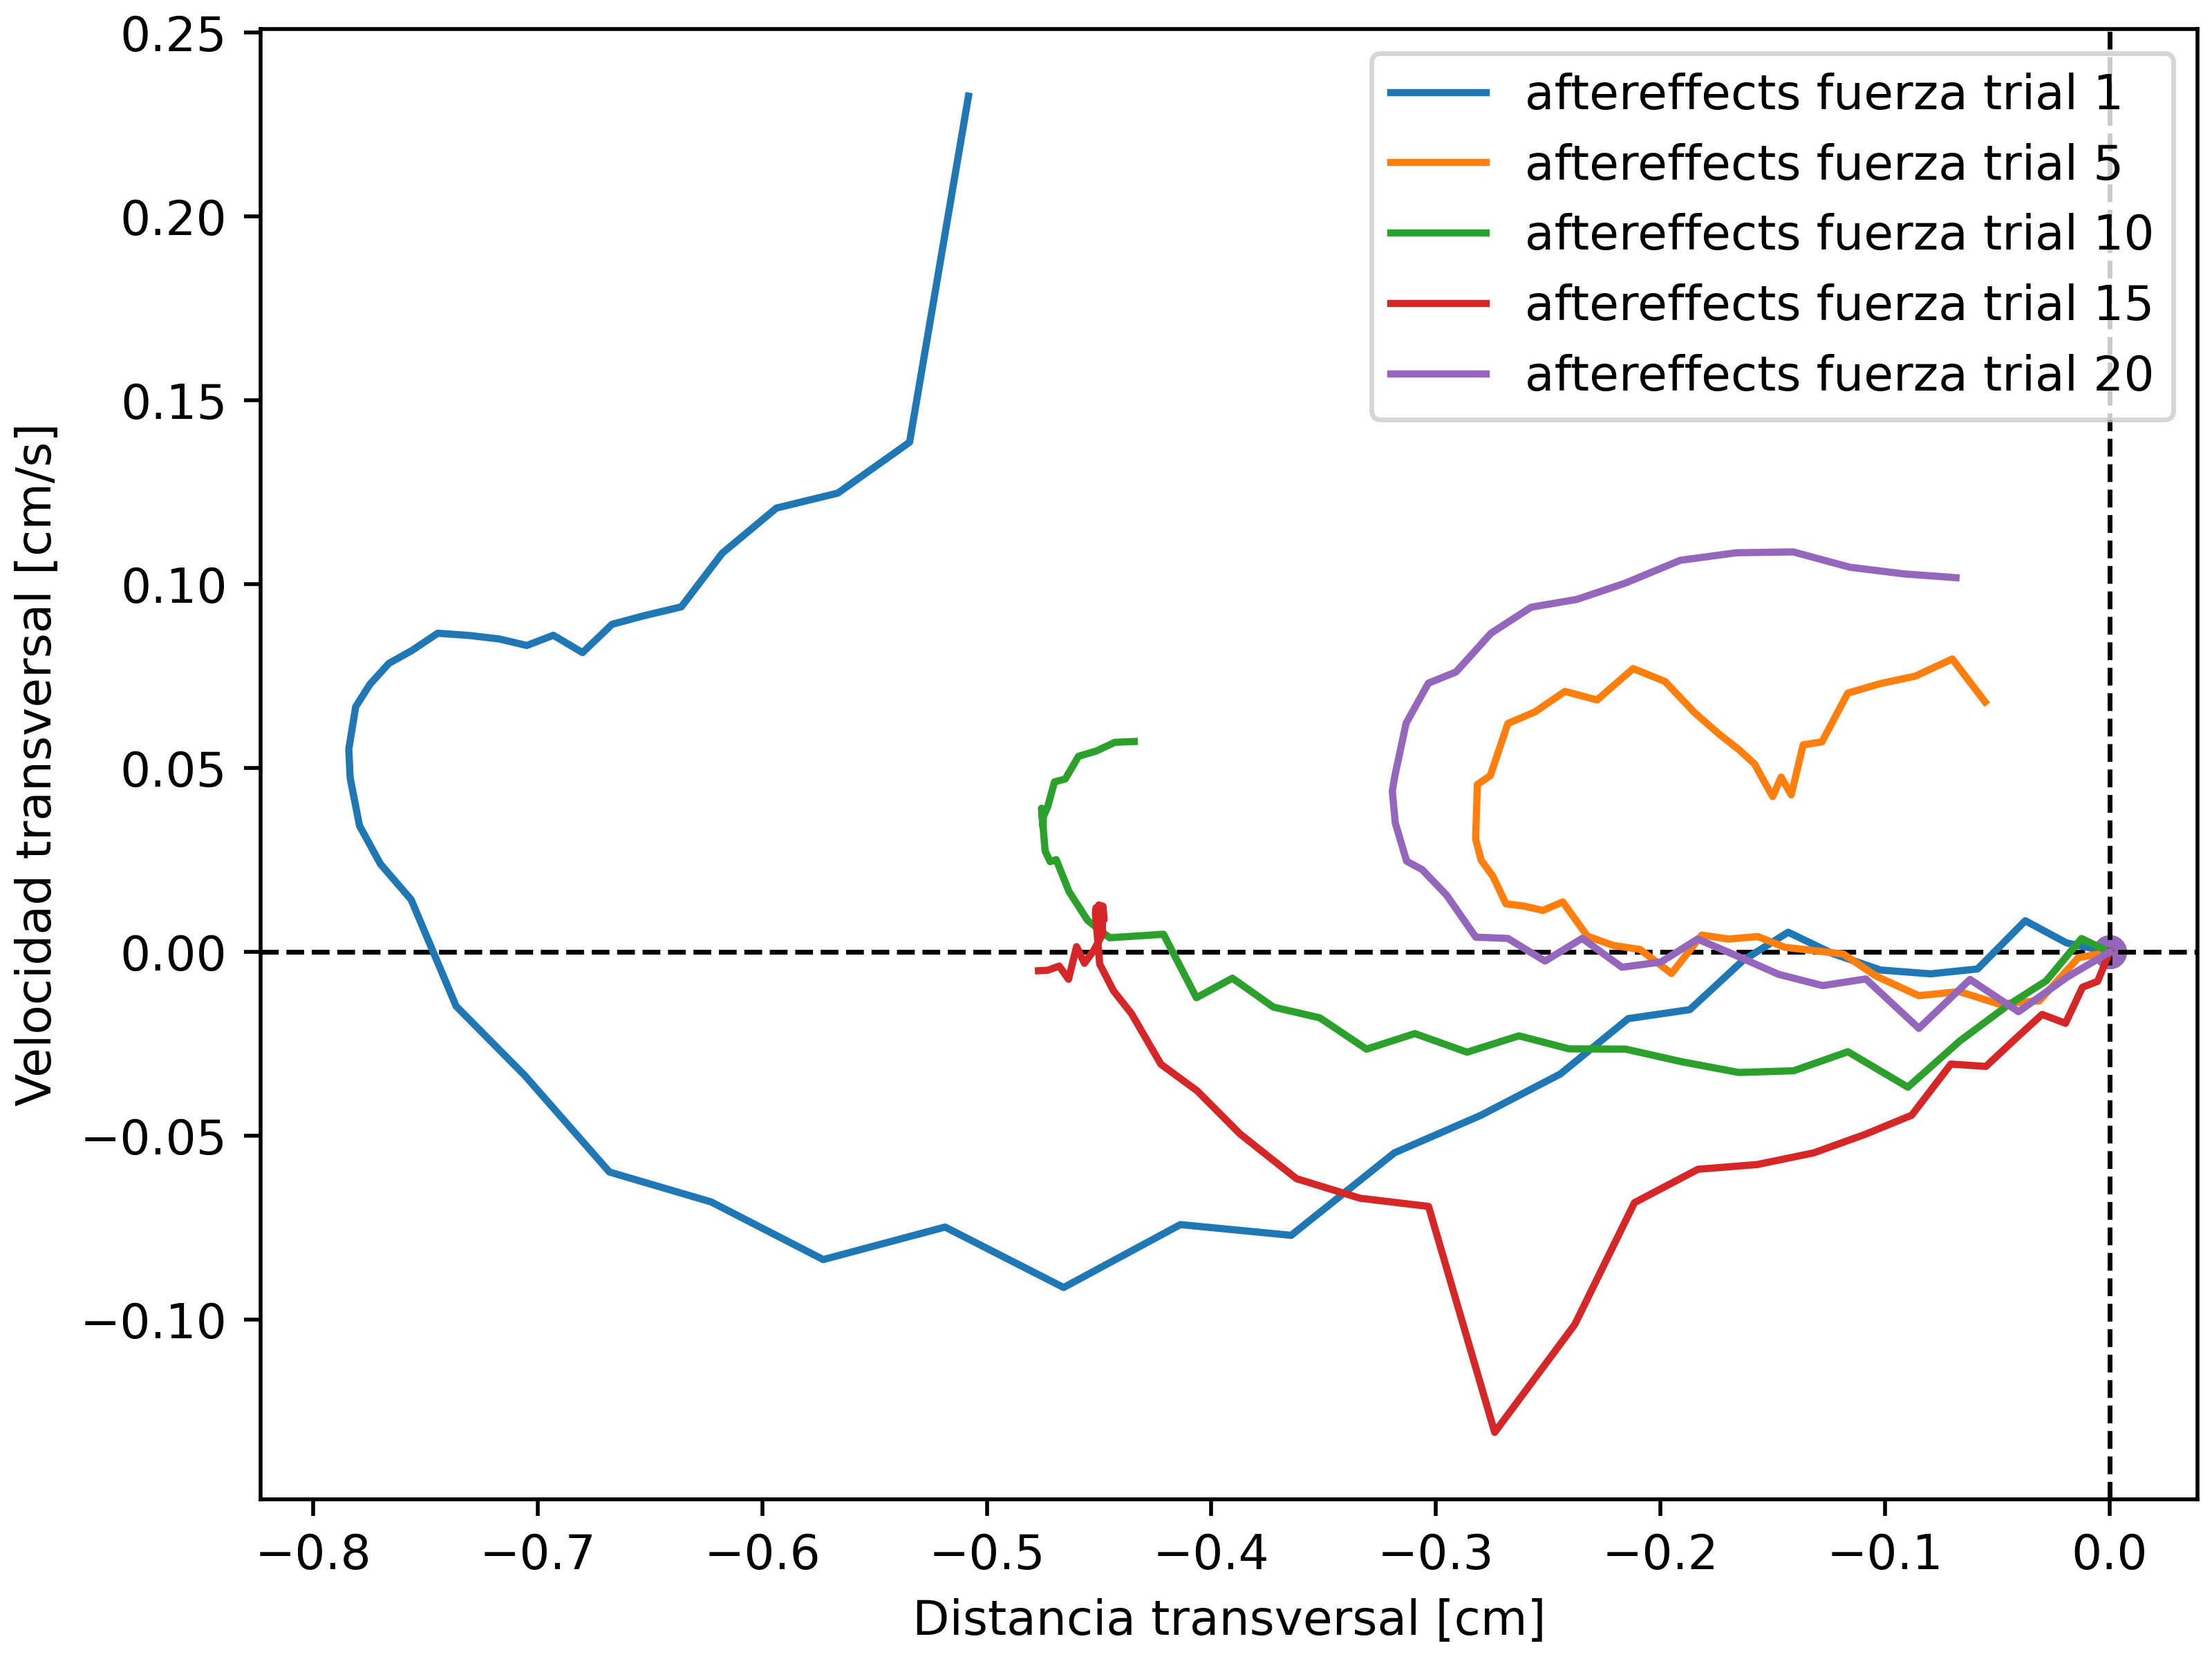 0.25
0.20
0.15
0.10
0.05
0.00
−0.05
−0.10
Velocidad transversal [cm/s]
aftereffects fuerza trial 1
aftereffects fuerza trial 5
aftereffects fuerza trial 10
aftereffects fuerza trial 15
aftereffects fuerza trial 20
−0.8 −0.7 −0.6 −0.5 −0.4 −0.3 −0.2 −0.1 0.0
Distancia transversal [cm]